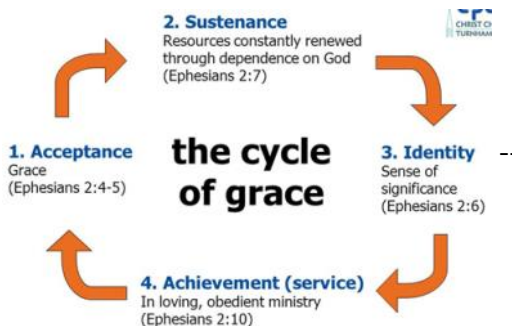 CHRIST
TURNHAM
2. Sustenance
Resources constantly renewed
through dependence on God
(Ephesians 2:7)
1. Acceptance
Grace
(Ephesians 2:4-5)
the cycle
of grace
3. Identity
Sense of
significance
(Ephesians 2:6)
4. Achievement (service)
In loving, obedient ministry
(Ephesians 2:10)